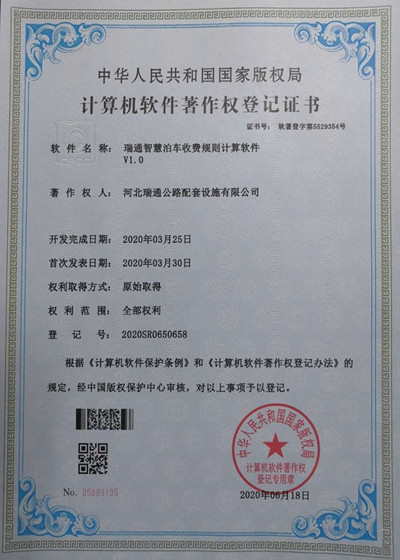 中华人民共和国国家版权局
计算机软件著作权登记证书
证书号： 软著登字第5529354号
软件名称： 瑞通智慧泊车收费规则计算软件
V1.0
著作权人： 河北瑞通公路配套设施有限公司
开发完成日期： 2020年03月25日
首次发表日期： 2020年03月30日
权利取得方式： 原始取得
权利范围： 全部权利
登记号： 2020SR0650658
根据《计算机软件保护条例》和《计算机软件著作权登记办法》的
规定，经中国版权保护中心审核，对以上事项予以登记。
中华人民共和国国家版权局
计算机软件著作权
登记专用章
No.
2020年06月18日